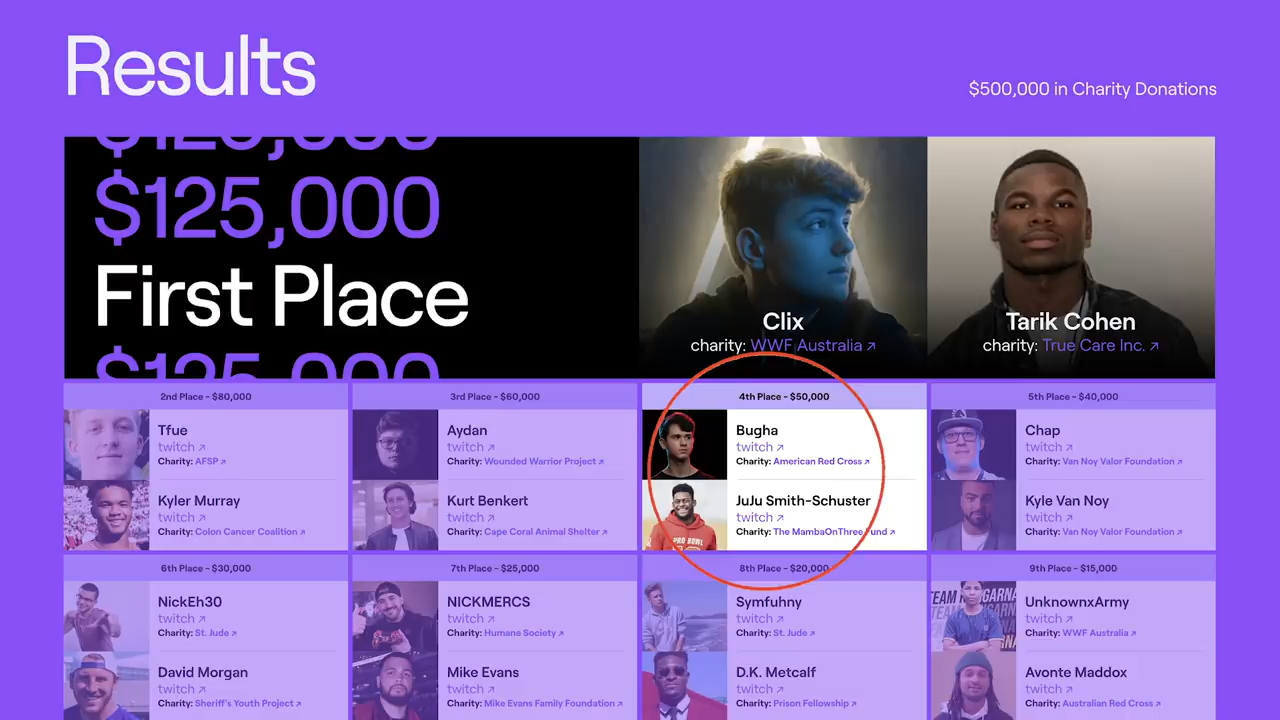 Results
$500,000 in Charity Donations
$125,000
$125,000
First Place
$125,000
Clix
charity: WWF Australia ↗
Tarik Cohen
charity: True Care Inc. ↗
2nd Place - $80,000
Tfue
twitch ↗
Charity: AFSP ↗
Kyler Murray
twitch ↗
Charity: Colon Cancer Coalition ↗
3rd Place - $60,000
Aydan
twitch ↗
Charity: Wounded Warrior Project ↗
Kurt Benkert
twitch ↗
Charity: Cape Coral Animal Shelter ↗
4th Place - $50,000
Bugha
twitch ↗
Charity: American Red Cross ↗
JuJu Smith-Schuster
twitch ↗
Charity: The MambaOnThree Fund ↗
PRO BOWL
5th Place - $40,000
Chap
twitch ↗
Charity: Van Noy Valor Foundation ↗
Kyle Van Noy
twitch ↗
Charity: Van Noy Valor Foundation ↗
6th Place - $30,000
NickEh30
twitch ↗
Charity: St. Jude ↗
David Morgan
twitch ↗
Charity: Sheriff's Youth Project ↗
7th Place - $25,000
NICKMERCS
twitch ↗
Charity: Humane Society ↗
Mike Evans
twitch ↗
Charity: Mike Evans Family Foundation ↗
8th Place - $20,000
Symfuhny
twitch ↗
Charity: St. Jude ↗
D.K. Metcalf
twitch ↗
Charity: Prison Fellowship ↗
9th Place - $15,000
UnknownxArmy
twitch ↗
Charity: WWF Australia ↗
Avonte Maddox
twitch ↗
Charity: Australian Red Cross ↗